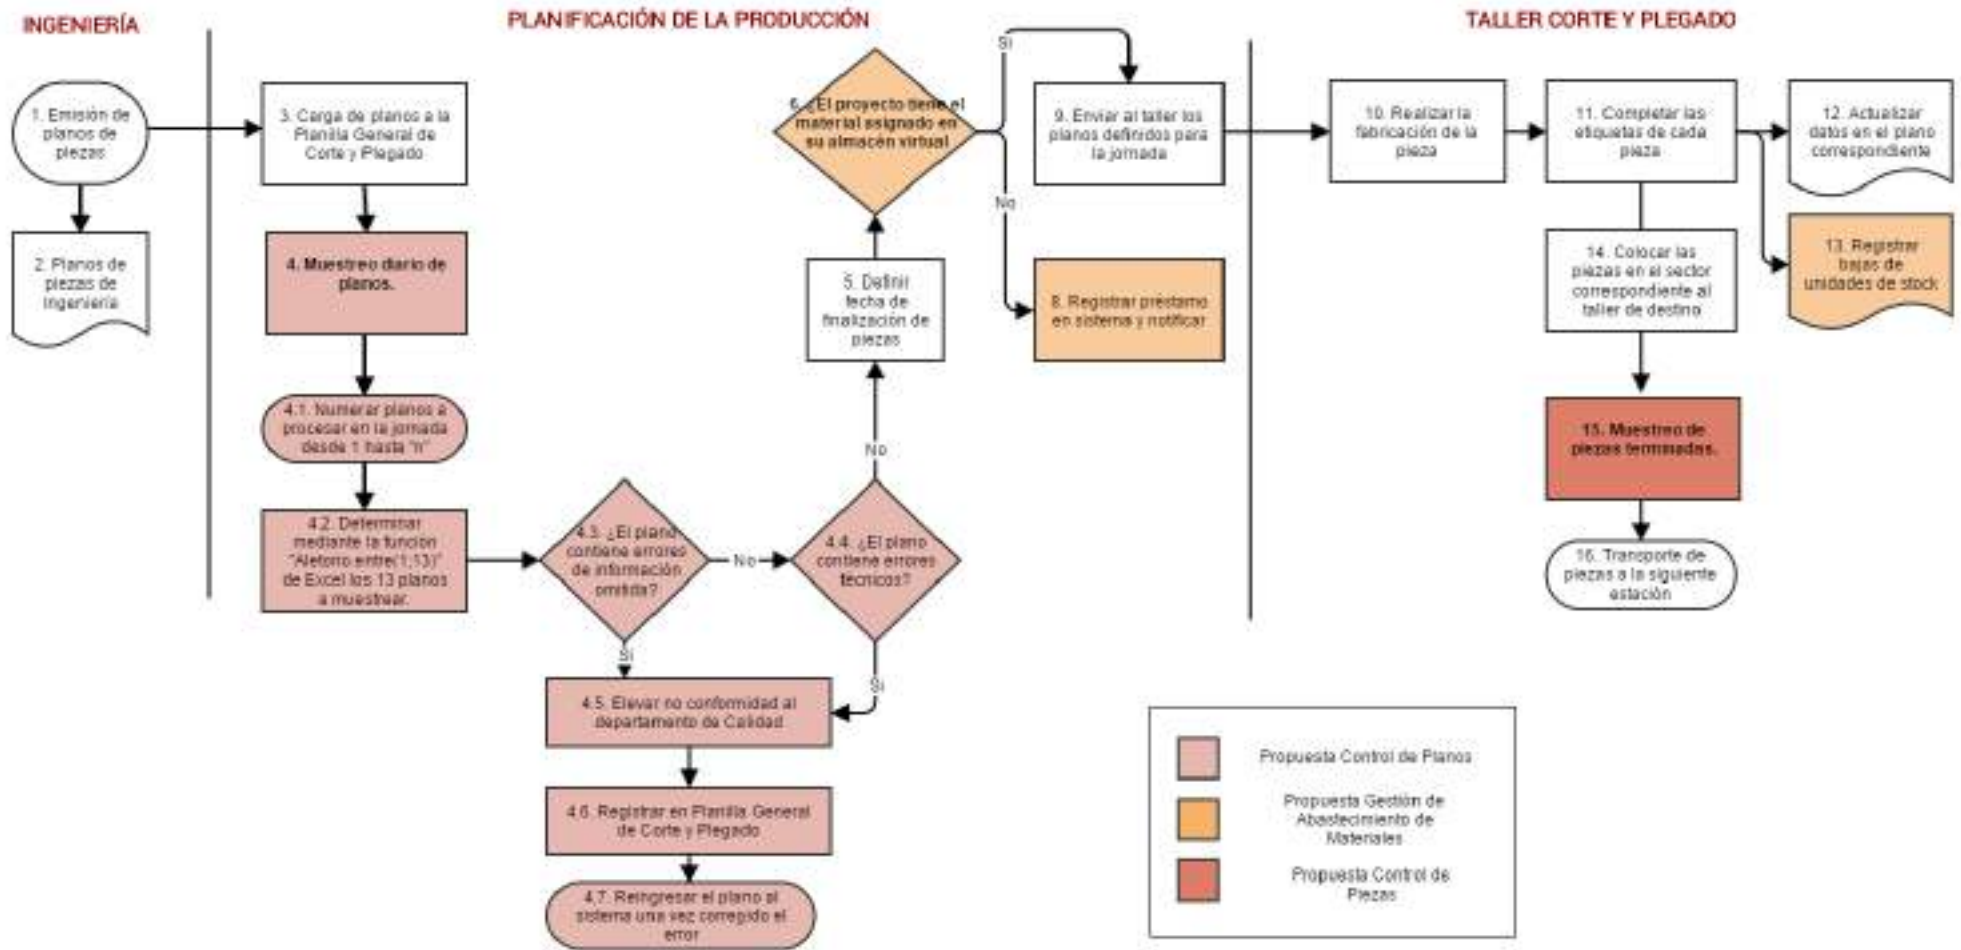 INGENIERÍA
PLANIFICACIÓN DE LA PRODUCCIÓN
TALLER CORTE Y PLEGADO
1. Emisión de
planos de
piezas
2. Planos de
piezas de
Ingeniería
3. Carga de planos a la
Planilla General de
Corte y Plegado
4. Muestreo diario de
planos.
4.1. Numerar planos a
procesar en la jornada
desde 1 hasta "n"
4.2. Determinar
mediante la función
"Aletorio entre(1;13)"
de Excel los 13 planos
a muestrear.
4.3. ¿El plano
contiene errores
de información
omitida?
No
Si
4.4. ¿El plano
contiene errores
técnicos?
No
Si
4.5. Elevar no conformidad al
departamento de Calidad
4.6. Registrar en Planilla General
de Corte y Plegado
4.7. Reingresar el plano al
sistema una vez corregido el
error
5. Definir
fecha de
finalización de
piezas
6. ¿El proyecto tiene el
material asignado en
su almacén virtual
Si
No
8. Registrar préstamo
en sistema y notificar
9. Enviar al taller los
planos definidos para
la jornada
10. Realizar la
fabricación de la
pieza
11. Completar las
etiquetas de cada
pieza
12. Actualizar
datos en el plano
correspondiente
13. Registrar
bajas de
unidades de stock
14. Colocar las
piezas en el sector
correspondiente al
taller de destino
15. Muestreo de
piezas terminadas.
16. Transporte de
piezas a la siguiente
estación
Propuesta Control de Planos
Propuesta Gestión de
Abastecimiento de
Materiales
Propuesta Control de
Piezas